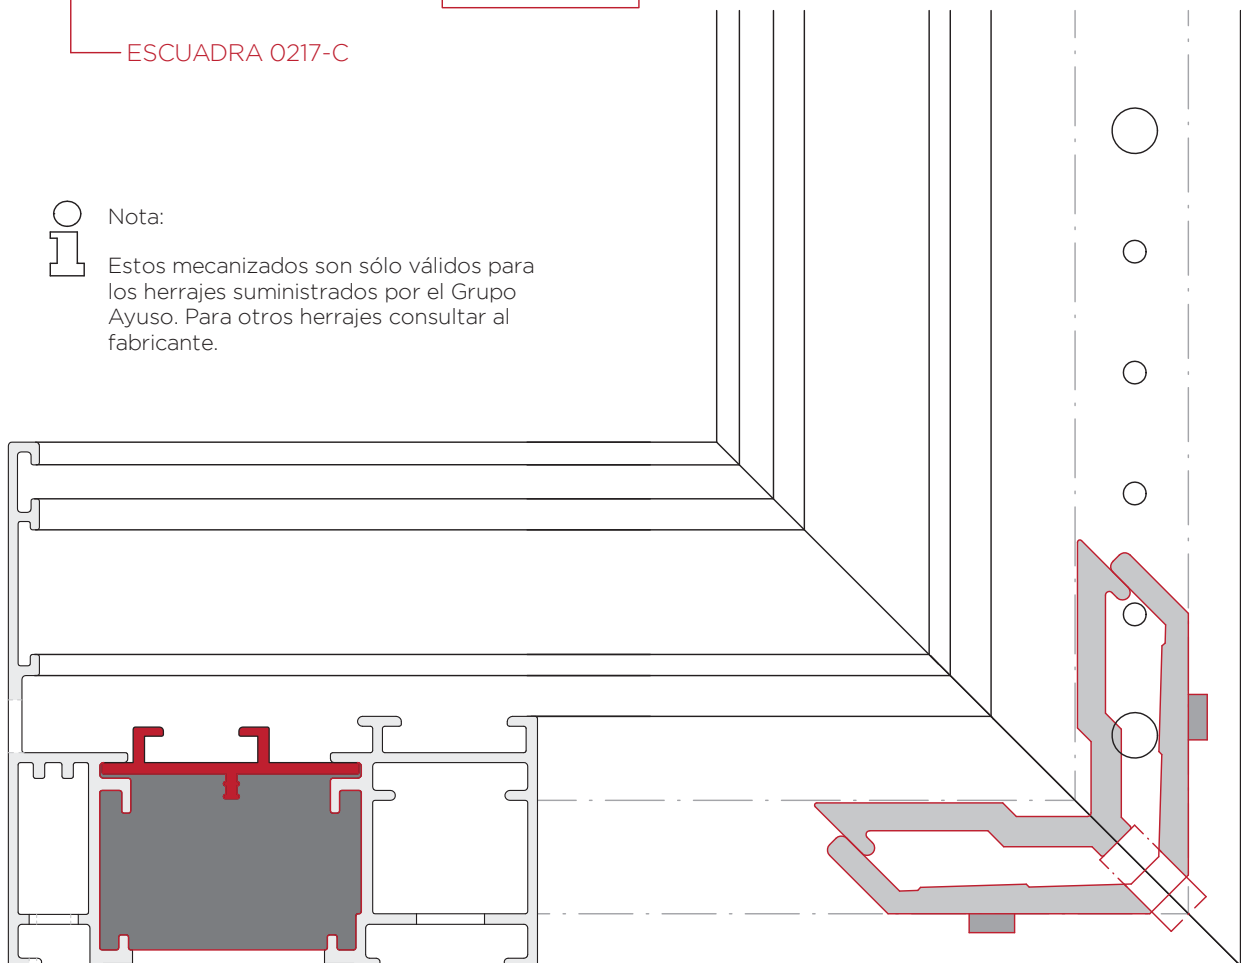 ESCUADRA 0217-C
Nota:
Estos mecanizados son sólo válidos para
los herrajes suministrados por el Grupo
Ayuso. Para otros herrajes consultar al
fabricante.